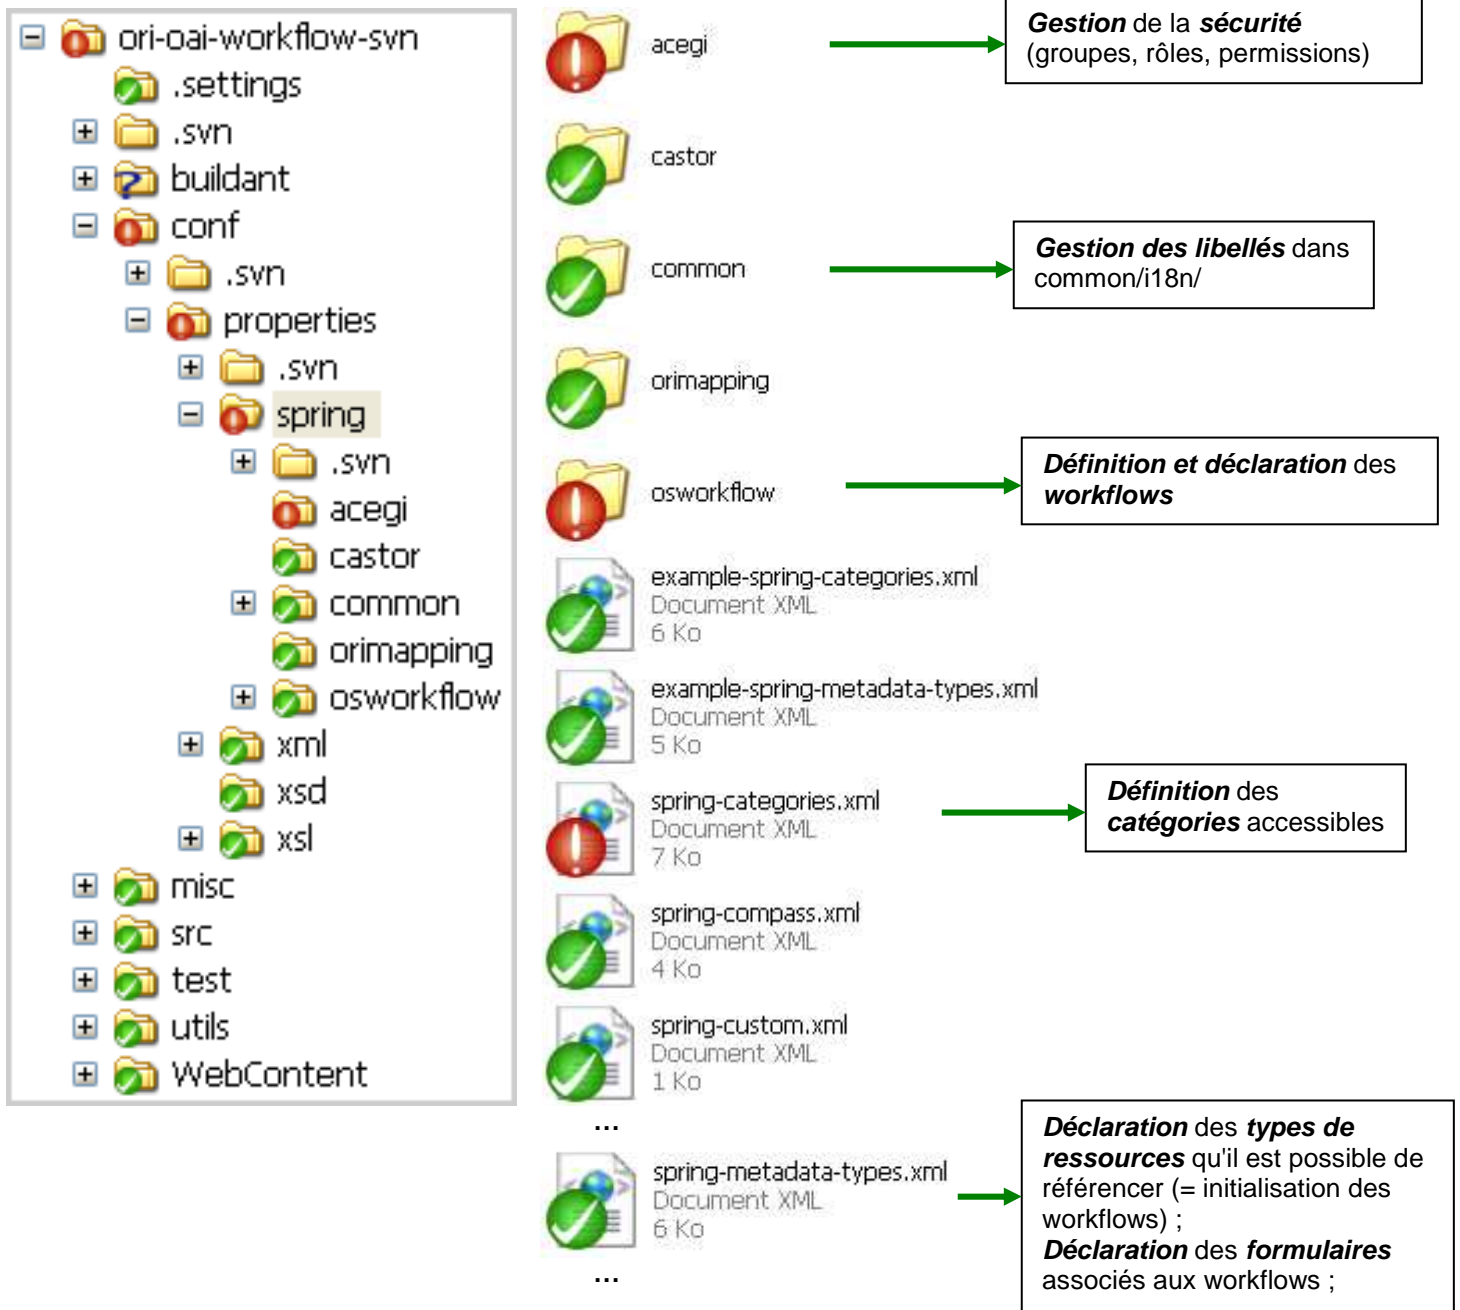 ori-oai-workflow-svn
.settings
.svn
buildant
conf
.svn
properties
.svn
spring
.svn
acegi
castor
common
orimapping
osworkflow
xml
xsd
xsl
misc
src
test
utils
WebContent
acegi
Gestion de la sécurité
(groupes, rôles, permissions)
castor
common
Gestion des libellés dans
common/i18n/
orimapping
osworkflow
Définition et déclaration des
workflows
example-spring-categories.xml
Document XML
6 Ko
example-spring-metadata-types.xml
Document XML
5 Ko
spring-categories.xml
Document XML
7 Ko
Définition des
catégories accessibles
spring-compass.xml
Document XML
4 Ko
spring-custom.xml
Document XML
1 Ko
...
spring-metadata-types.xml
Document XML
6 Ko
Déclaration des types de
ressources qu'il est possible de
référencer (= initialisation des
workflows) ;
Déclaration des formulaires
associés aux workflows ;
...